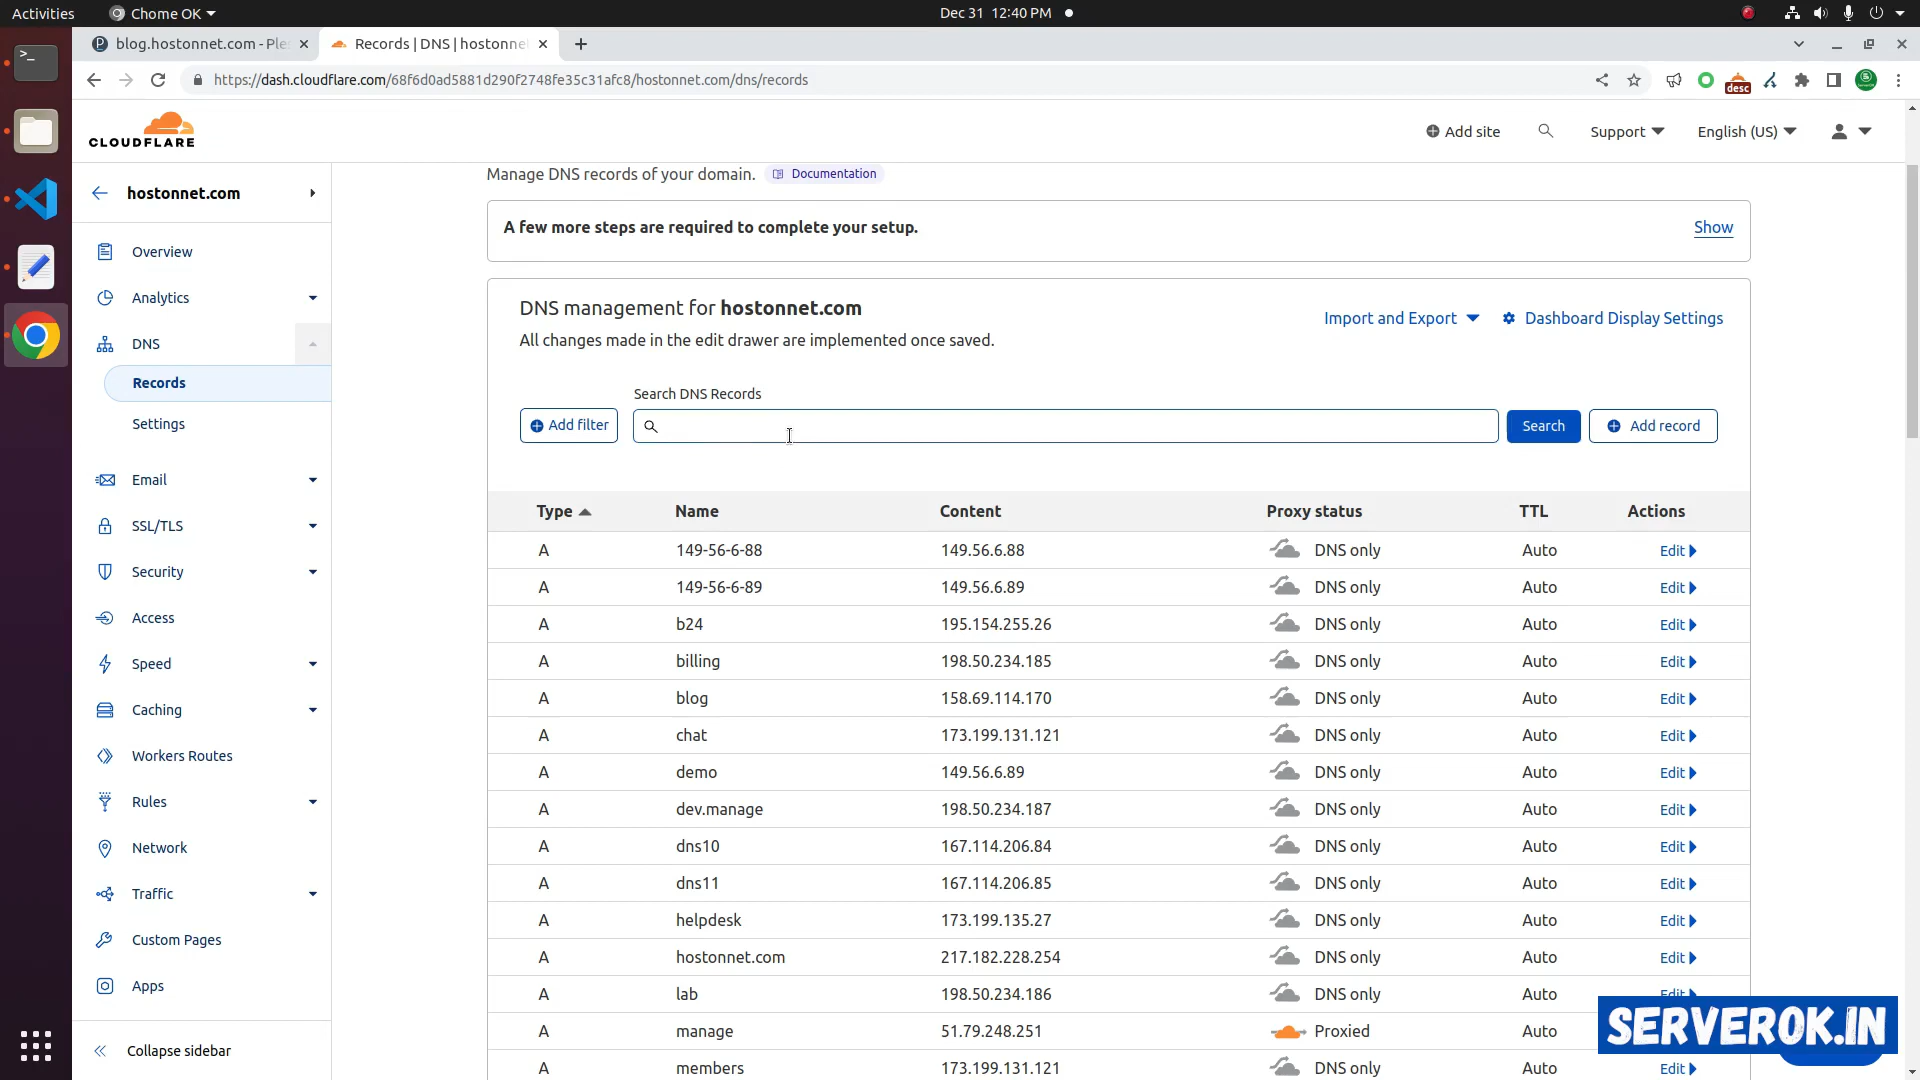 Activities
Chome OK
Dec 31 12:40 PM
blog.hostonnet.com - Ple
Records | DNS | hostonne
https://dash.cloudflare.com/68f6d0ad5881d290f2748fe35c31afc8/hostonnet.com/dns/records
desc
CLOUDFLARE
Add site
Support
English (US)
hostonnet.com
Overview
Analytics
DNS
Records
Settings
Email
SSL/TLS
Security
Access
Speed
Caching
Workers Routes
Rules
Network
Traffic
Custom Pages
Apps
Collapse sidebar
Manage DNS records of your domain. Documentation
A few more steps are required to complete your setup. Show
DNS management for hostonnet.com
All changes made in the edit drawer are implemented once saved.
Import and Export
Dashboard Display Settings
Search DNS Records
Add filter
Search
Add record
Type Name Content Proxy status TTL Actions
A 149-56-6-88 149.56.6.88 DNS only Auto Edit
A 149-56-6-89 149.56.6.89 DNS only Auto Edit
A b24 195.154.255.26 DNS only Auto Edit
A billing 198.50.234.185 DNS only Auto Edit
A blog 158.69.114.170 DNS only Auto Edit
A chat 173.199.131.121 DNS only Auto Edit
A demo 149.56.6.89 DNS only Auto Edit
A dev.manage 198.50.234.187 DNS only Auto Edit
A dns10 167.114.206.84 DNS only Auto Edit
A dns11 167.114.206.85 DNS only Auto Edit
A helpdesk 173.199.135.27 DNS only Auto Edit
A hostonnet.com 217.182.228.254 DNS only Auto Edit
A lab 198.50.234.186 DNS only Auto Edit
A manage 51.79.248.251 Proxied Auto
A members 173.199.131.121 DNS only Auto Edit
SERVEROK.IN